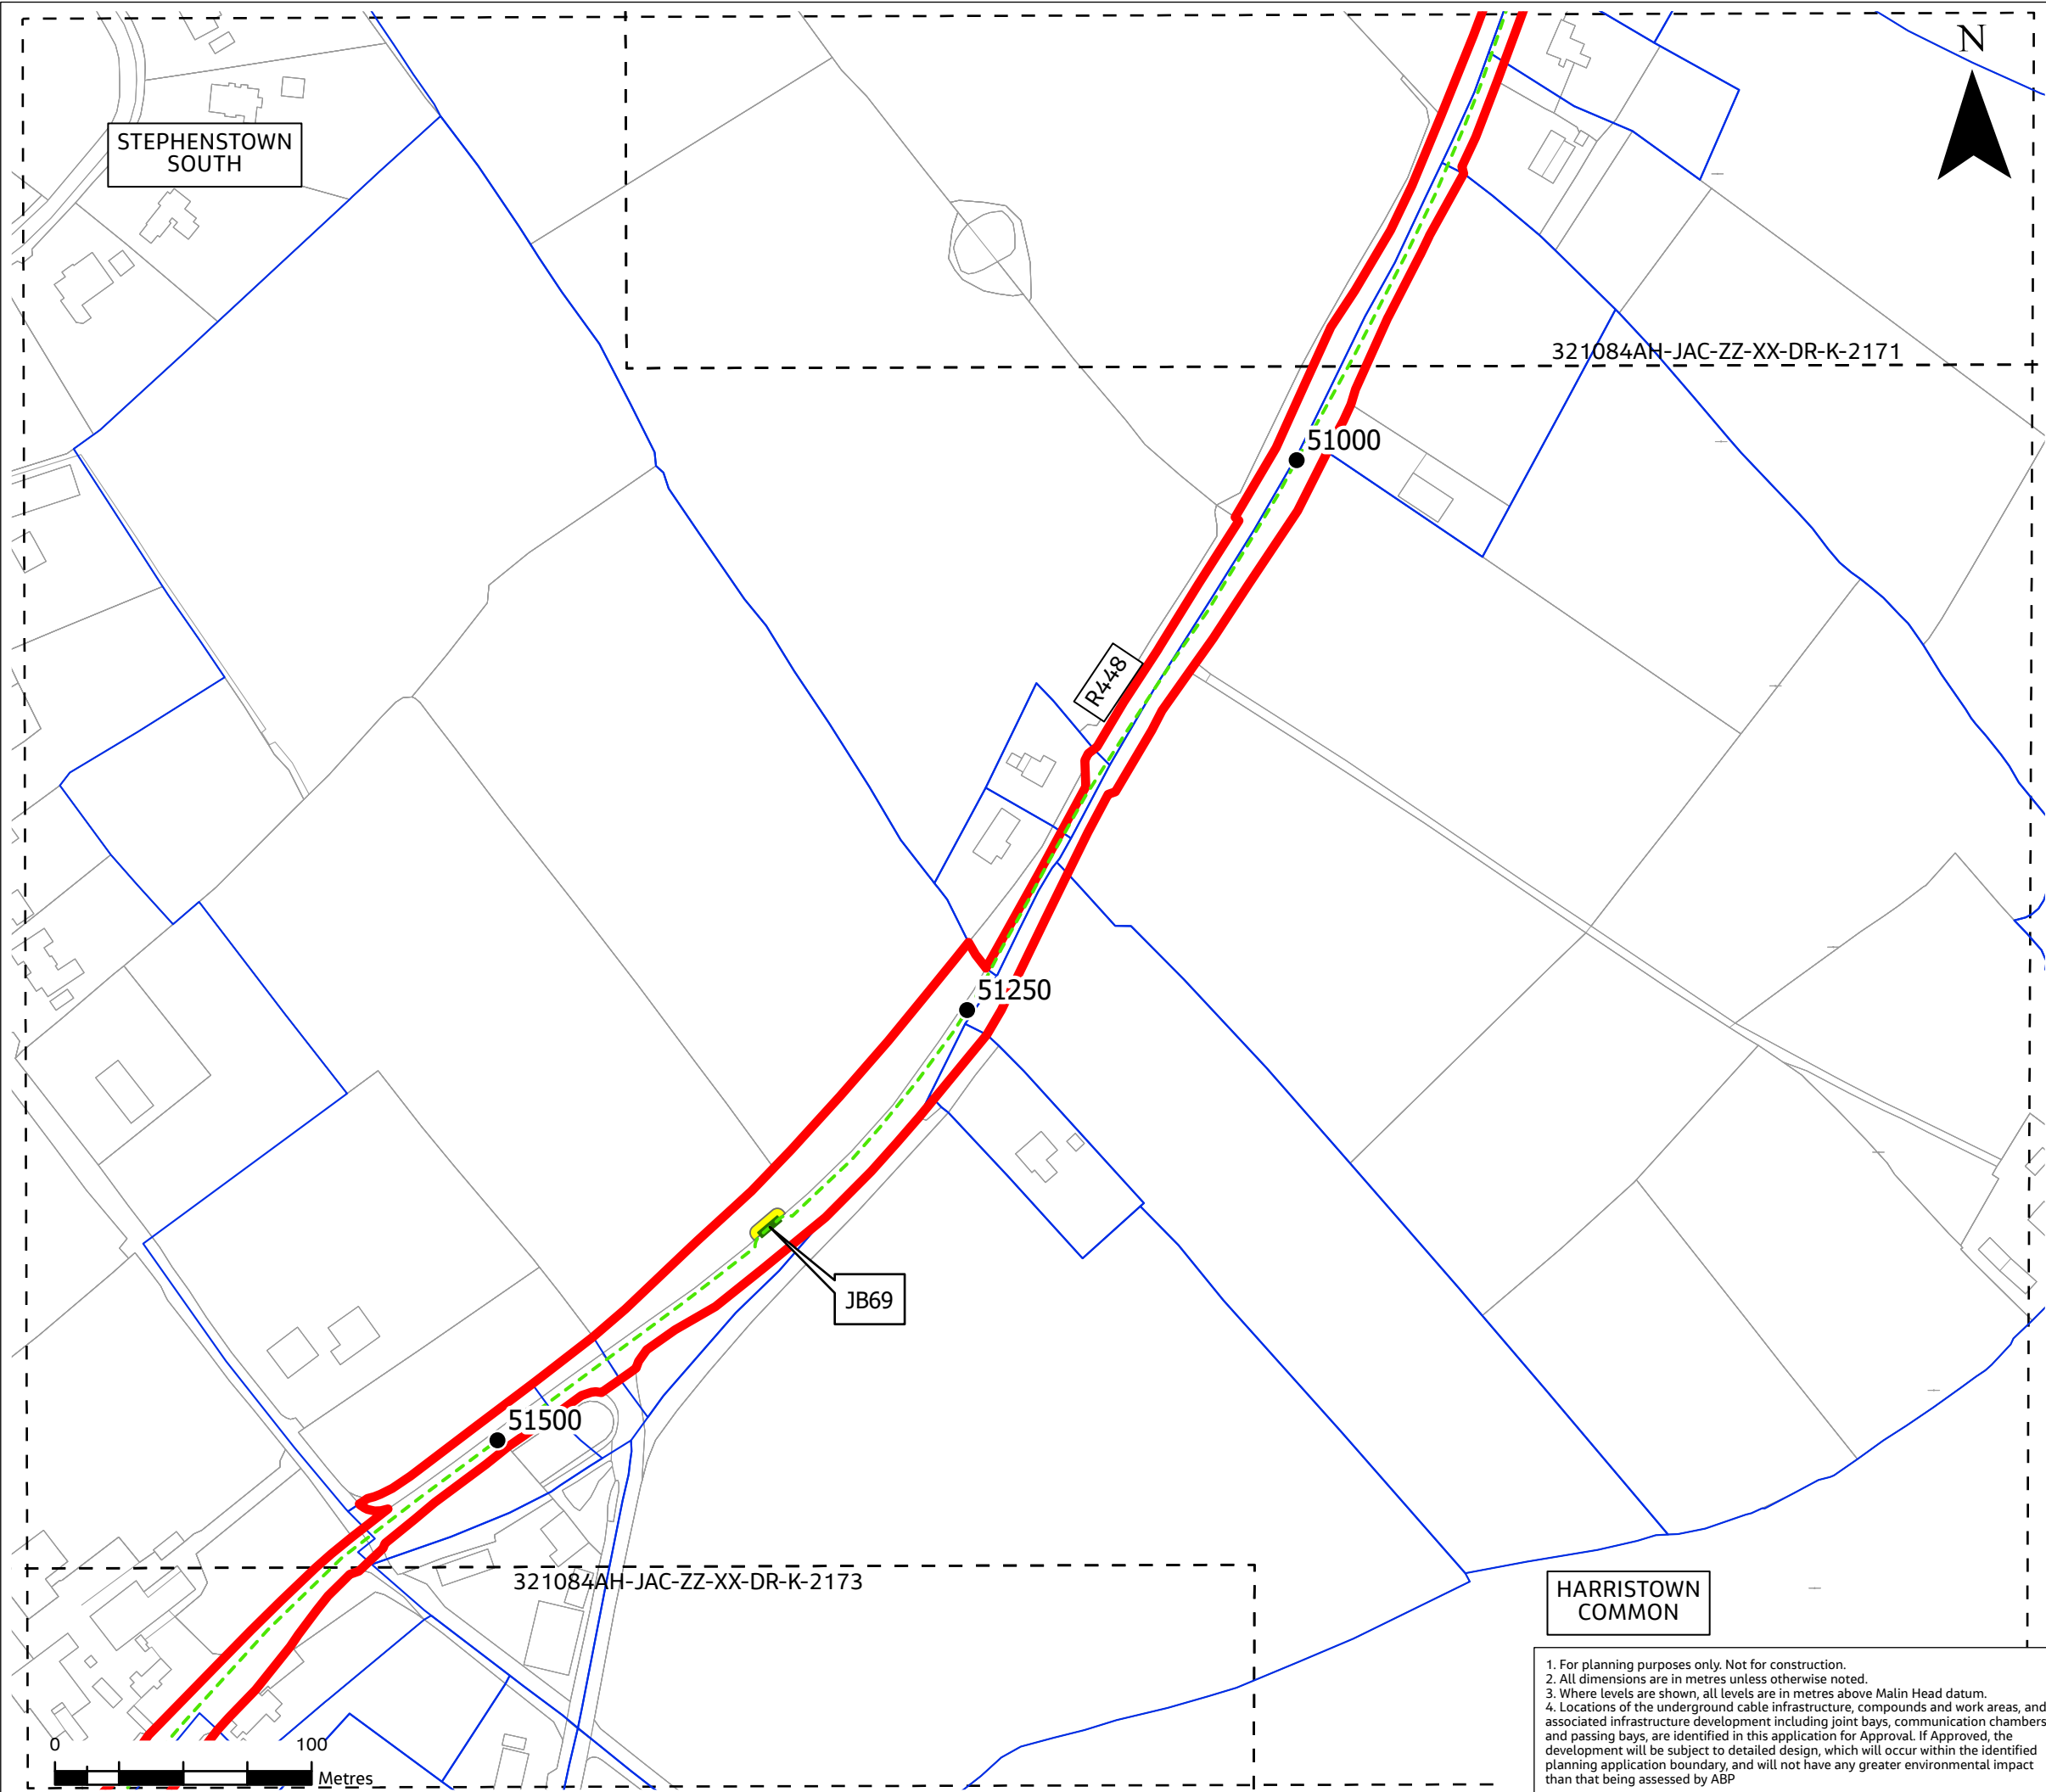 N
STEPHENSTOWN
SOUTH
321084AH-JAC-ZZ-XX-DR-K-2171
51000
R448
51250
JB69
51500
321084AH-JAC-ZZ-XX-DR-K-2173
HARRISTOWN
COMMON
1. For planning purposes only. Not for construction.
2. All dimensions are in metres unless otherwise noted.
3. Where levels are shown, all levels are in metres above Malin Head datum.
4. Locations of the underground cable infrastructure, compounds and work areas, and
associated infrastructure development including joint bays, communication chambers
and passing bays, are identified in this application for Approval. If Approved, the
development will be subject to detailed design, which will occur within the identified
planning application boundary, and will not have any greater environmental impact
than that being assessed by ABP
0 100
Metres